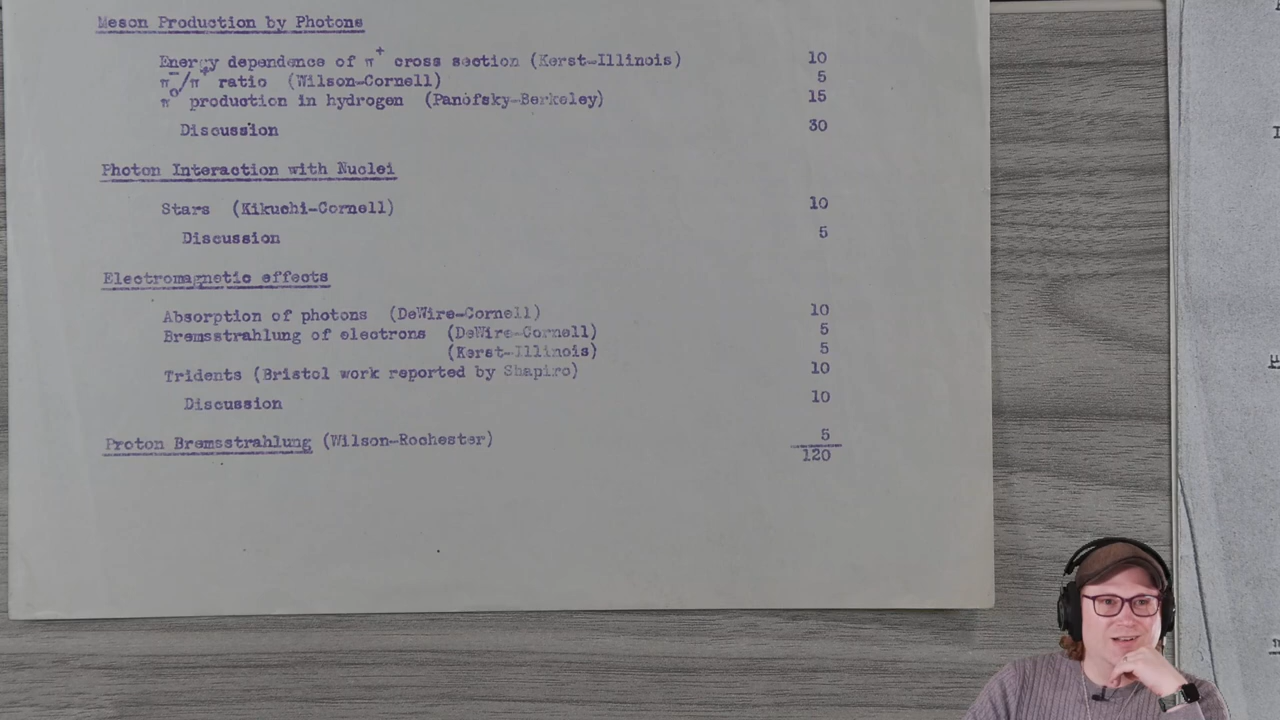 Meson Production by Photons
Energy dependence of π+ cross section (Kerst-Illinois) 10
π-/π+ ratio (Wilson-Cornell) 5
πo production in hydrogen (Panofsky-Berkeley) 15
Discussion 30
Photon Interaction with Nuclei
Stars (Kikuchi-Cornell) 10
Discussion 5
Electromagnetic effects
Absorption of photons (DeWire-Cornell) 10
Bremsstrahlung of electrons (DeWire-Cornell) 5
(Kerst-Illinois) 5
Tridents (Bristol work reported by Shapiro) 10
Discussion 10
Proton Bremsstrahlung (Wilson-Rochester) 5
120